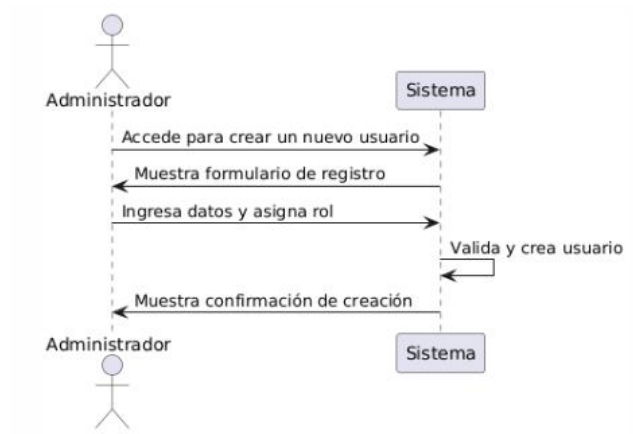 Administrador
Sistema
Accede para crear un nuevo usuario
Muestra formulario de registro
Ingresa datos y asigna rol
Valida y crea usuario
Muestra confirmación de creación
Administrador
Sistema